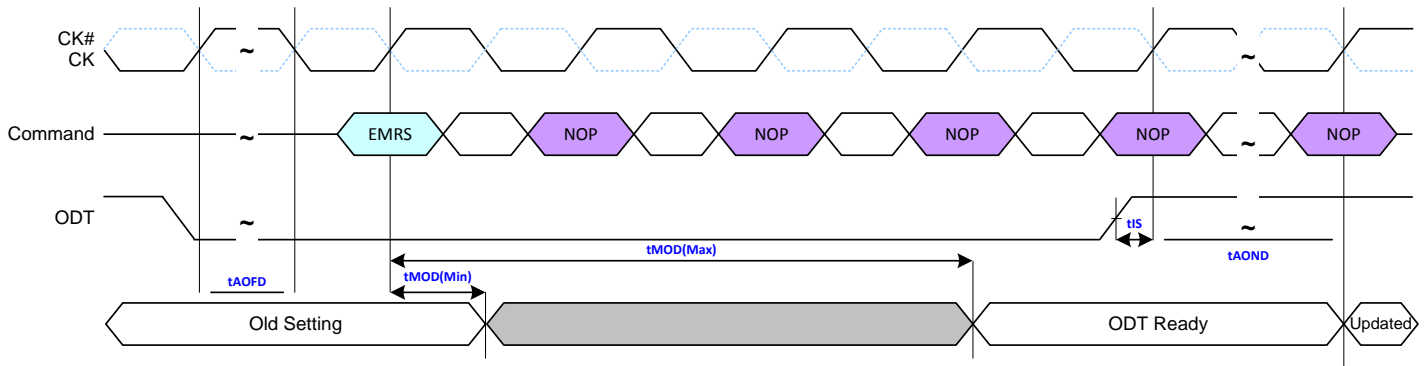 CK#
CK
~
~
Command
~
EMRS
NOP
NOP
NOP
NOP
~
NOP
ODT
~
tIS
~
tMOD(Max)
tAOND
tMOD(Min)
tAOFD
Old Setting
ODT Ready
Updated